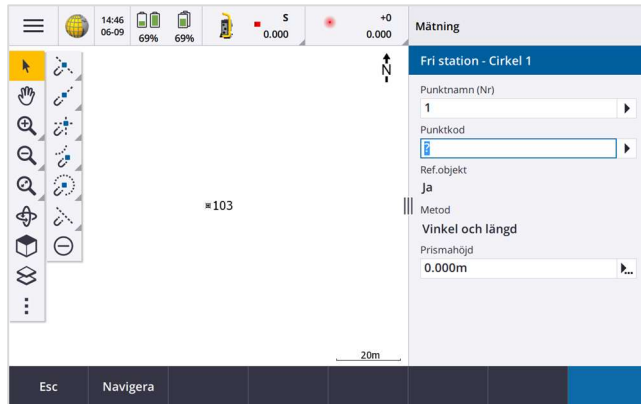 14:46
06-09
69%
69%
S
0.000
+0
0.000
Mätning
Fri station - Cirkel 1
Punktnamn (Nr)
1
Punktkod
?
Ref.objekt
Ja
Metod
Vinkel och längd
Prismahöjd
0.000m
N
103
20m
Esc
Navigera